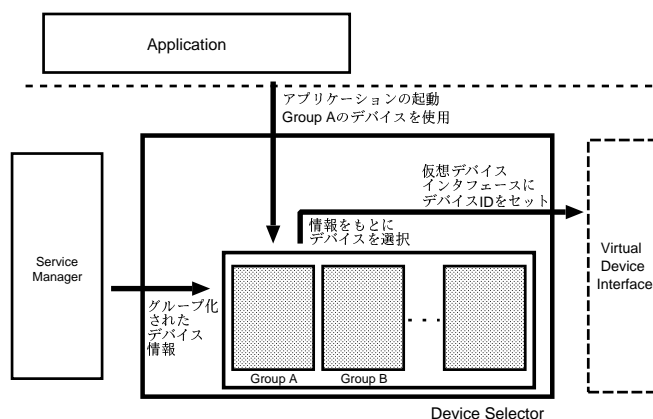 Application
アプリケーションの起動
Group Aのデバイスを使用
仮想デバイス
インタフェースに
デバイスIDをセット
情報をもとに
デバイスを選択
Service
Manager
Virtual
Device
Interface
グループ化
された
デバイス
情報
Group A
Group B
Device Selector